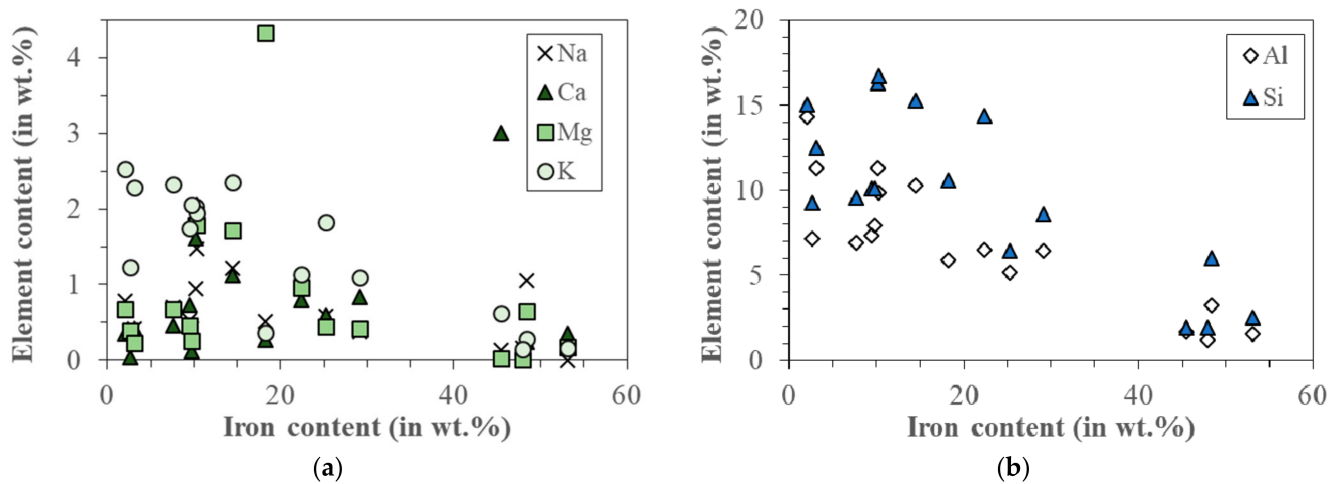 Element content (in wt.%)
4
3
2
1
0
0 20 40 60
Iron content (in wt.%)
Na
Ca
Mg
K
(a)
Element content (in wt.%)
20
15
10
5
0
0 20 40 60
Iron content (in wt.%)
Al
Si
(b)